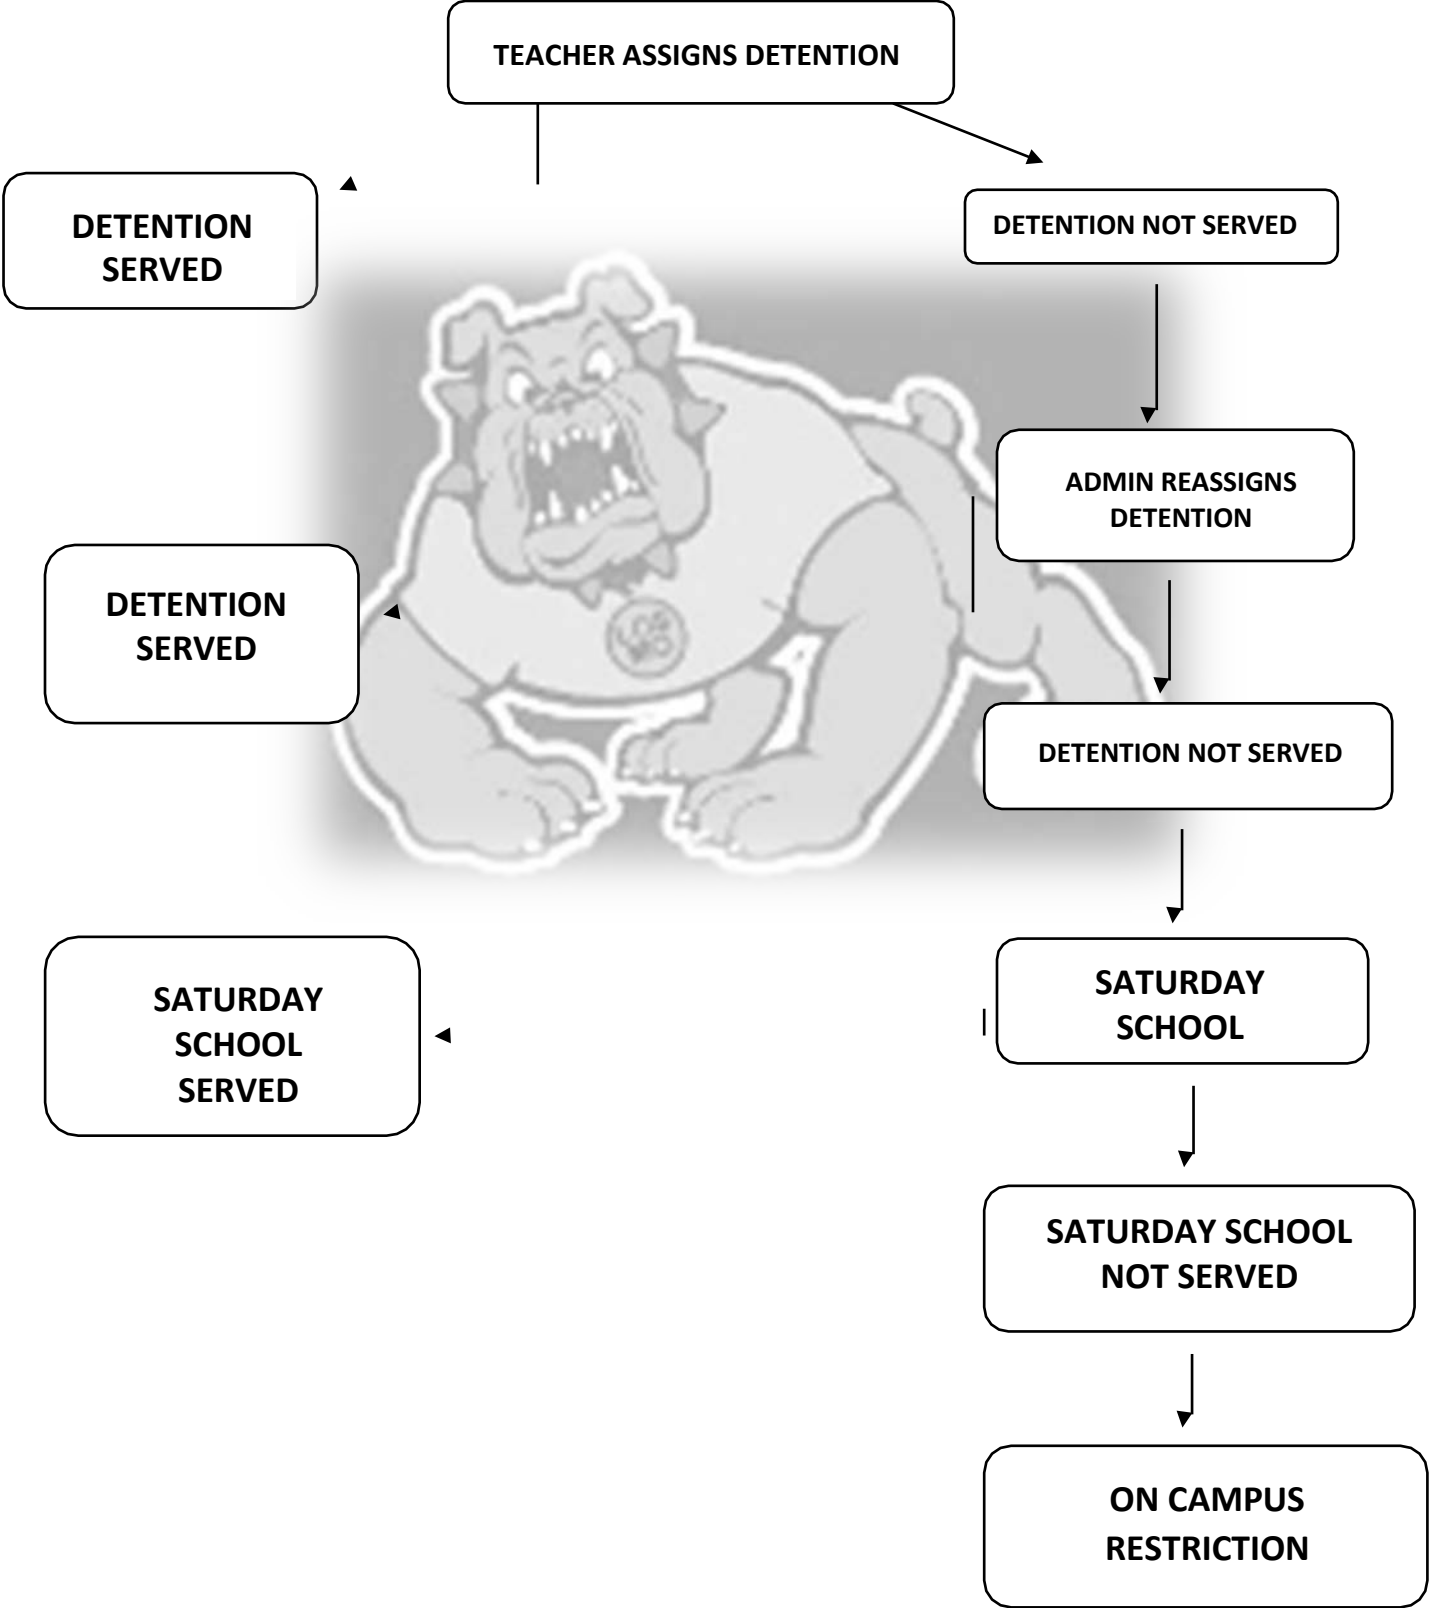 TEACHER ASSIGNS DETENTION
DETENTION
SERVED
DETENTION NOT SERVED
ADMIN REASSIGNS
DETENTION
DETENTION
SERVED
DETENTION NOT SERVED
SATURDAY
SCHOOL
SERVED
SATURDAY
SCHOOL
SATURDAY SCHOOL
NOT SERVED
ON CAMPUS
RESTRICTION